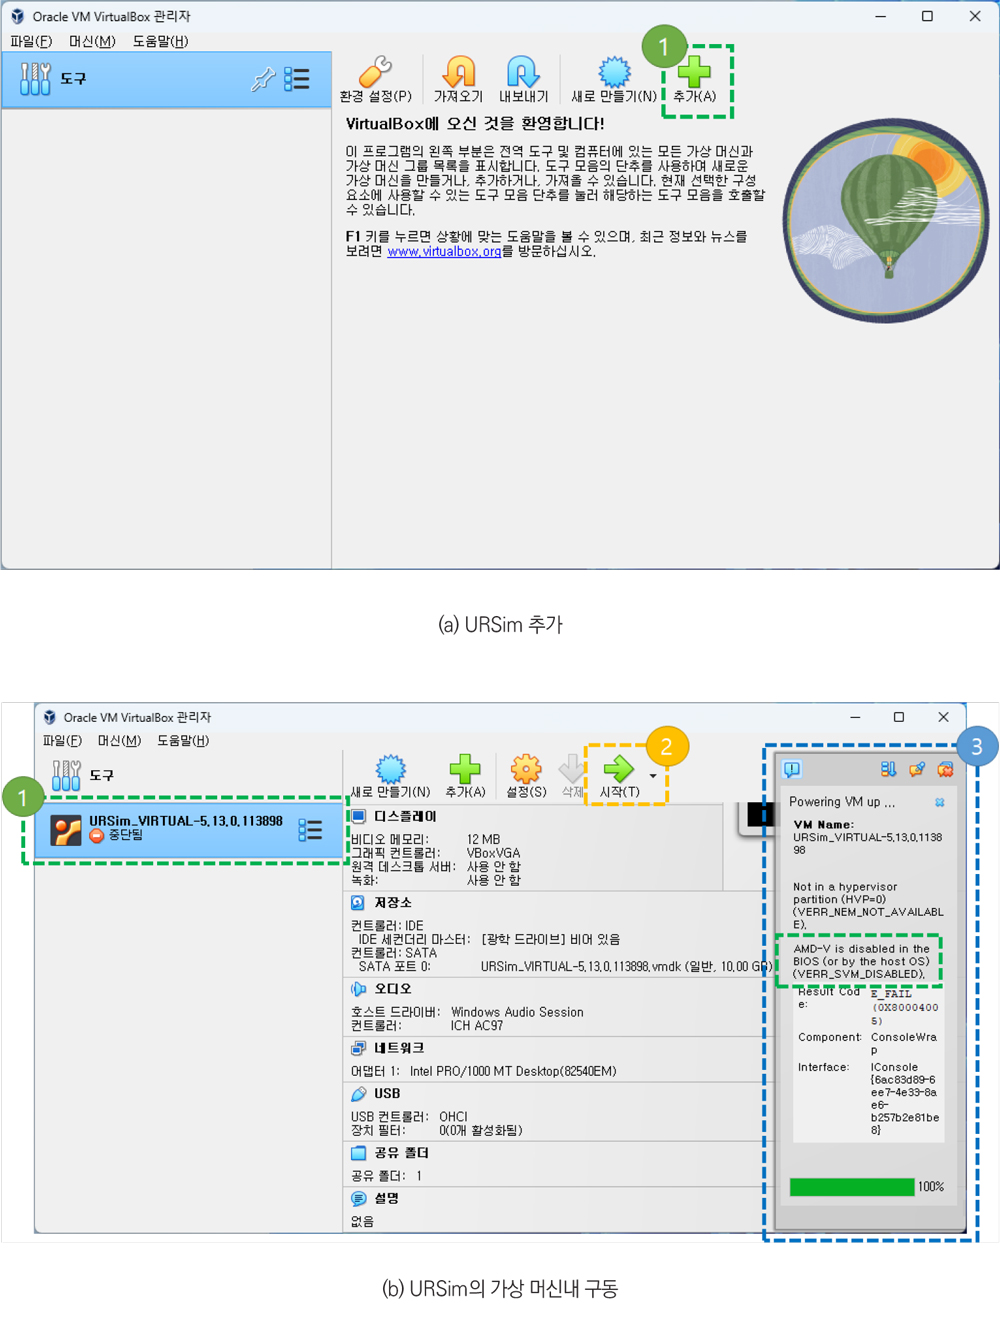 Oracle VM VirtualBox 관리자
파일(F) 머신(M) 도움말(H)
도구
1
환경 설정(P) 가져오기 내보내기 새로 만들기(N) 추가(A)
VirtualBox에 오신 것을 환영합니다!
이 프로그램의 왼쪽 부분은 전역 도구 및 컴퓨터에 있는 모든 가상 머신과
가상 머신 그룹 목록을 표시합니다. 도구 모음의 단추를 사용하여 새로운
가상 머신을 만들거나, 추가하거나, 가져올 수 있습니다. 현재 선택한 구성
요소에 사용할 수 있는 도구 모음 단추를 눌러 해당하는 도구 모음을 호출할
수 있습니다.
F1 키를 누르면 상황에 맞는 도움말을 볼 수 있으며, 최근 정보와 뉴스를
보려면 www.virtualbox.org를 방문하십시오.
(a) URSim 추가
Oracle VM VirtualBox 관리자
파일(F) 머신(M) 도움말(H)
도구
1
URSim_VIRTUAL-5.13.0.113898
중단됨
2
새로 만들기(N) 추가(A) 설정(S) 삭제 시작(T)
디스플레이
비디오 메모리: 12 MB
그래픽 컨트롤러: VBoxVGA
원격 데스크톱 서버: 사용 안 함
녹화: 사용 안 함
저장소
컨트롤러: IDE
IDE 세컨더리 마스터: [광학 드라이브] 비어 있음
컨트롤러: SATA
SATA 포트 0: URSim_VIRTUAL-5.13.0.113898.vmdk (일반, 10.00 GB)
오디오
호스트 드라이버: Windows Audio Session
컨트롤러: ICH AC97
네트워크
어댑터 1: Intel PRO/1000 MT Desktop(82540EM)
USB
USB 컨트롤러: OHCI
장치 필터: 0(0개 활성화됨)
공유 폴더
공유 폴더: 1
설명
없음
3
Powering VM up ...
VM Name:
URSim_VIRTUAL-5.13.0.1138
98
Not in a hypervisor
partition (HVP=0)
(VERR_NEM_NOT_AVAILABL
E).
AMD-V is disabled in the
BIOS (or by the host OS)
(VERR_SVM_DISABLED).
Result Cod E_FAIL
e: (0X8000400
5)
Component: ConsoleWra
p
Interface: IConsole
{6ac83d89-6
ee7-4e33-8a
e6-
b257b2e81be
8}
100%
(b) URSim의 가상 머신내 구동